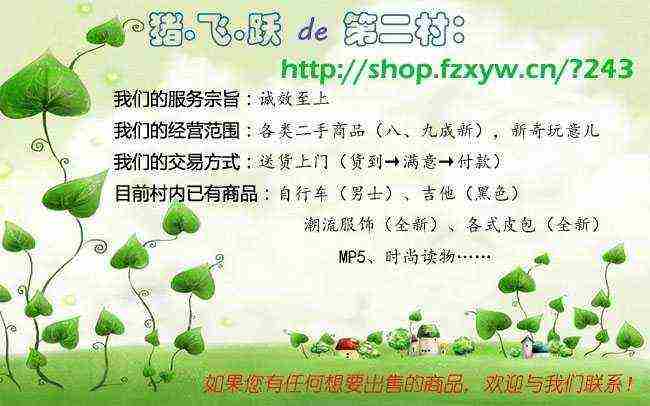 猪·飞·跃 de 第二村:
http://shop.fzxyw.cn/?243
我们的服务宗旨：诚效至上
我们的经营范围：各类二手商品（八、九成新），新奇玩意儿
我们的交易方式：送货上门（货到→满意→付款）
目前村内已有商品：自行车（男士）、吉他（黑色）
潮流服饰（全新）、各式皮包（全新）
MP5、时尚读物……
如果您有任何想要出售的商品，欢迎与我们联系！